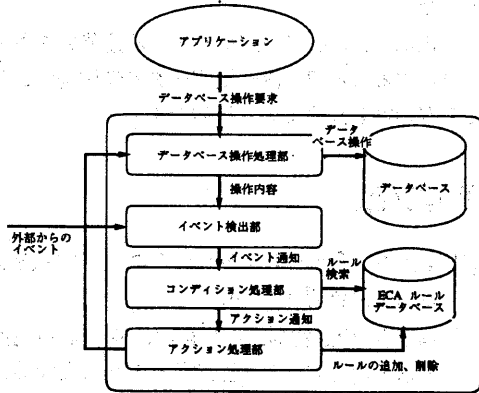 アプリケーション
データベース操作要求
データベース操作処理部
データ
ベース操作
データベース
操作内容
イベント検出部
外部からの
イベント
イベント通知
ルール
検索
コンディション処理部
ECA ルール
データベース
アクション通知
アクション処理部
ルールの追加、削除